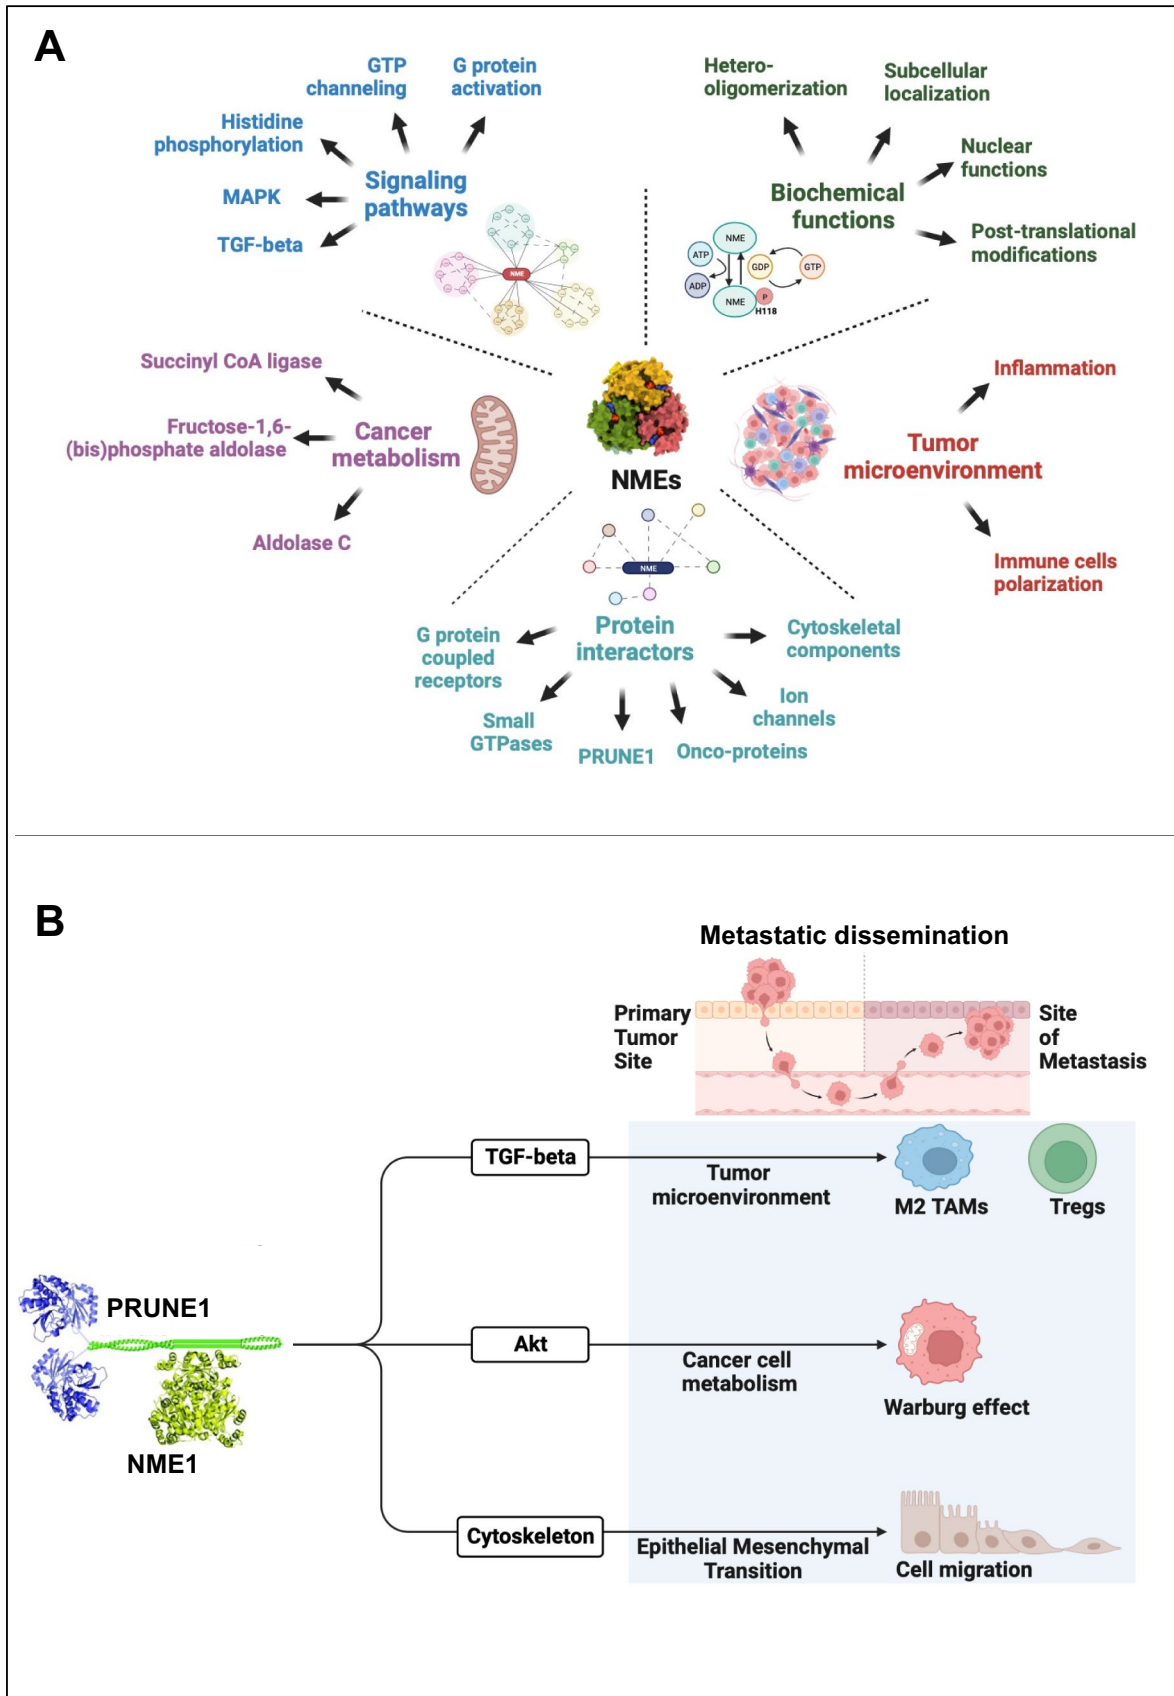 A
GTP
channeling
G protein
activation
Histidine
phosphorylation
MAPK
TGF-beta
Signaling
pathways
NME
Hetero-
oligomerization
Subcellular
localization
Nuclear
functions
Post-translational
modifications
Biochemical
functions
ATP
ADP
NME
NME
GDP
GTP
P
H118
Succinyl CoA ligase
Fructose-1,6-
(bis)phosphate aldolase
Aldolase C
Cancer
metabolism
NMEs
Inflammation
Tumor
microenvironment
Immune cells
polarization
NME
Protein
interactors
G protein
coupled
receptors
Small
GTPases
PRUNE1
Onco-proteins
Ion
channels
Cytoskeletal
components
B
Metastatic dissemination
Primary
Tumor
Site
Site
of
Metastasis
PRUNE1
NME1
TGF-beta
Tumor
microenvironment
M2 TAMs
Tregs
Akt
Cancer cell
metabolism
Warburg effect
Cytoskeleton
Epithelial Mesenchymal
Transition
Cell migration